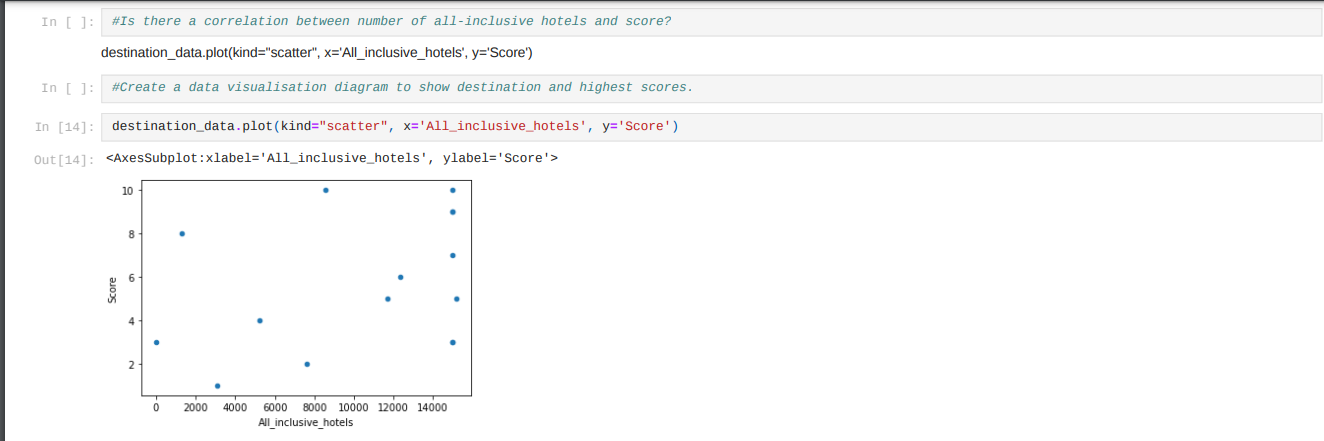 In [ ]: #Is there a correlation between number of all-inclusive hotels and score?
destination_data.plot(kind="scatter", x='All_inclusive_hotels', y='Score')
In [ ]: #Create a data visualisation diagram to show destination and highest scores.
In [14]: destination_data.plot(kind="scatter", x='All_inclusive_hotels', y='Score')
Out[14]: <AxesSubplot:xlabel='All_inclusive_hotels', ylabel='Score'>
10
8
6
Score
4
2
0 2000 4000 6000 8000 10000 12000 14000
All_inclusive_hotels